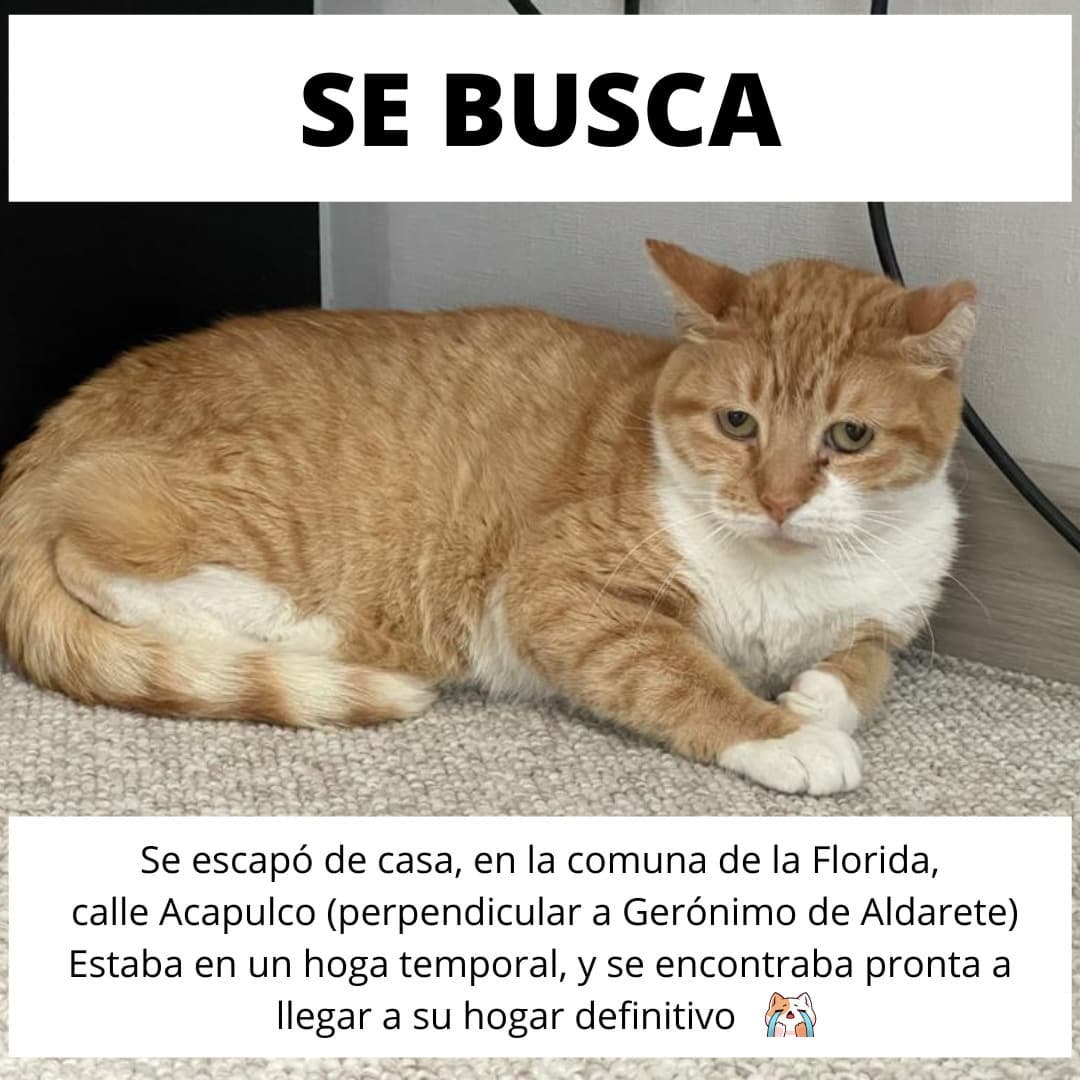 SE BUSCA
Se escapó de casa, en la comuna de la Florida,
calle Acapulco (perpendicular a Gerónimo de Aldarete)
Estaba en un hoga temporal, y se encontraba pronta a
llegar a su hogar definitivo